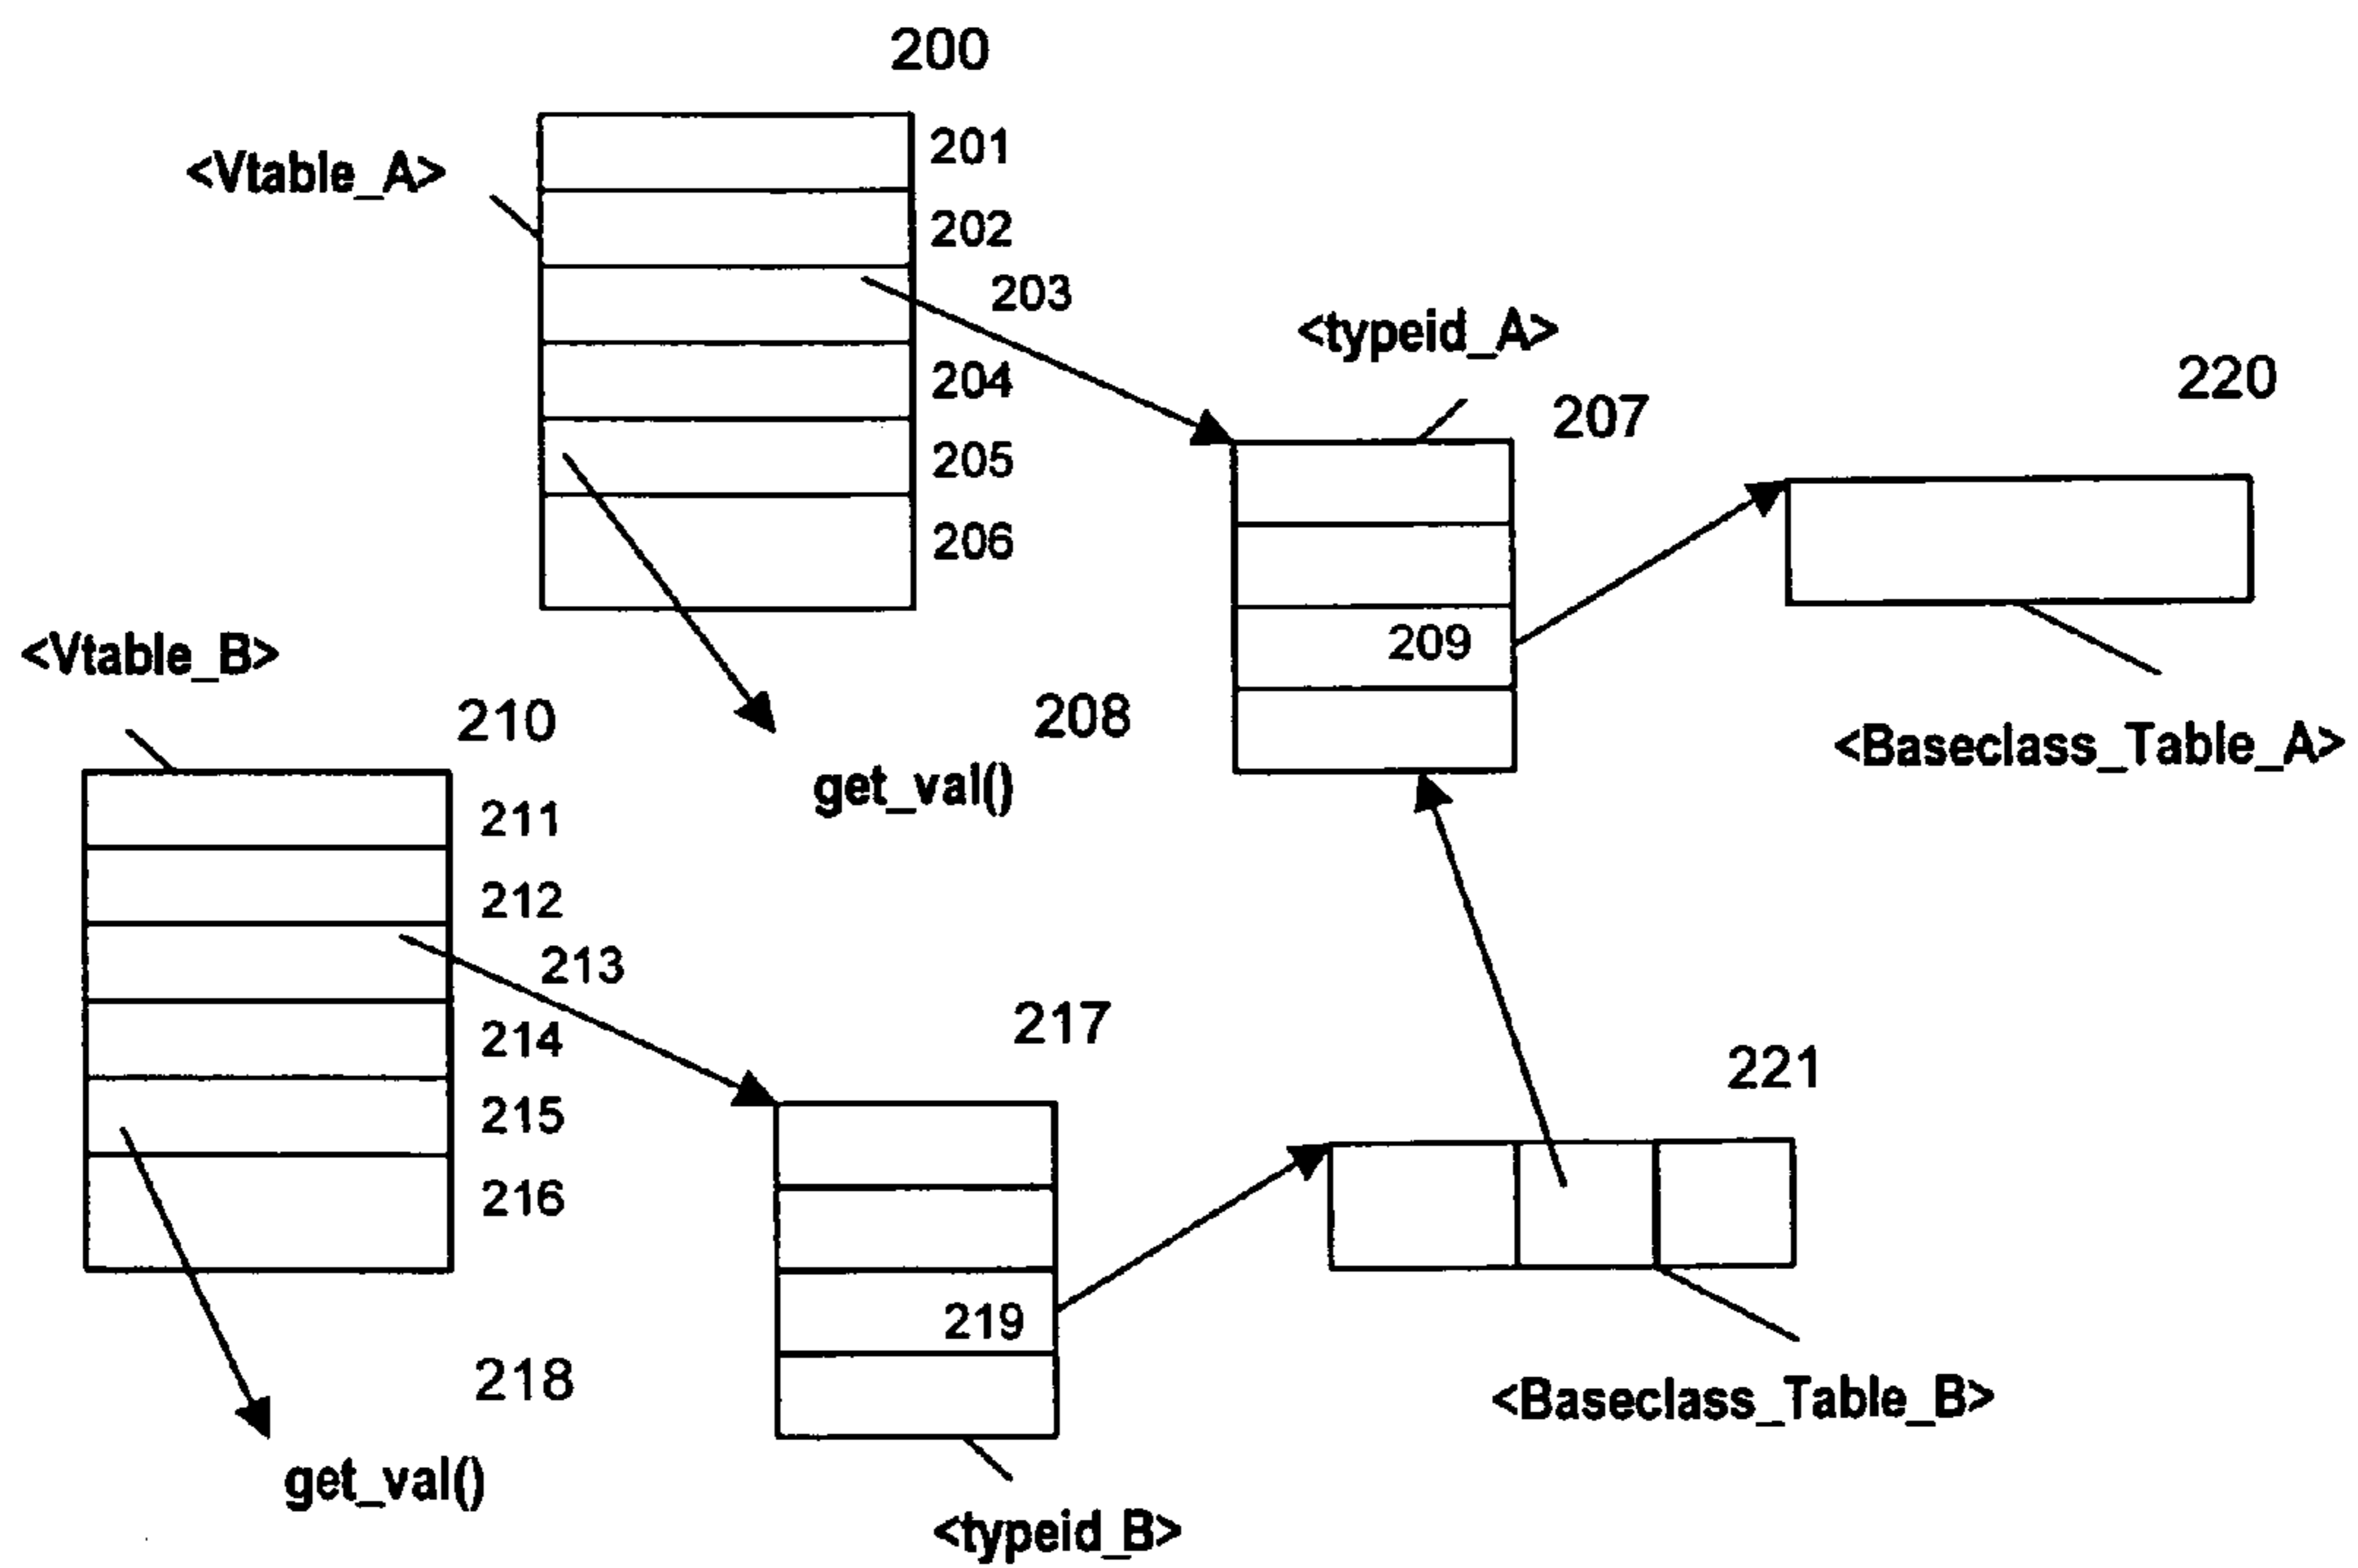 200
201
<Vtable_A>
202
203
<typeid_A>
204
220
207
205
206
209
<Vtable_B>
210
208
<Baseclass_Table_A>
get_val()
211
212
213
217
214
221
215
216
219
218
<Baseclass_Table_B>
get_val()
<typeid_B>